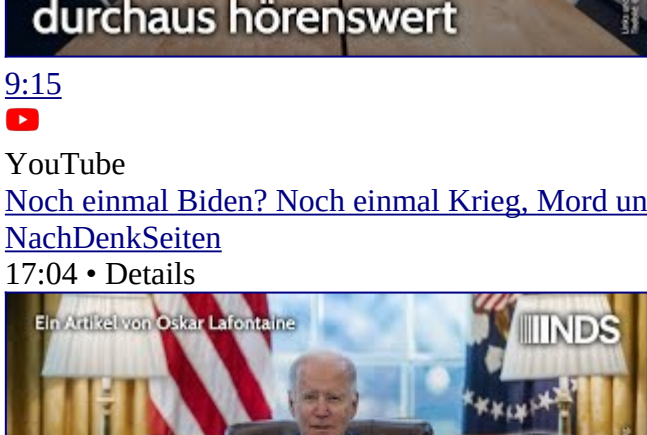 durchaus hörenswert
9:15
YouTube
Noch einmal Biden? Noch einmal Krieg, Mord un
NachDenkSeiten
17:04 • Details
Ein Artikel von Oskar Lafontaine
NDS